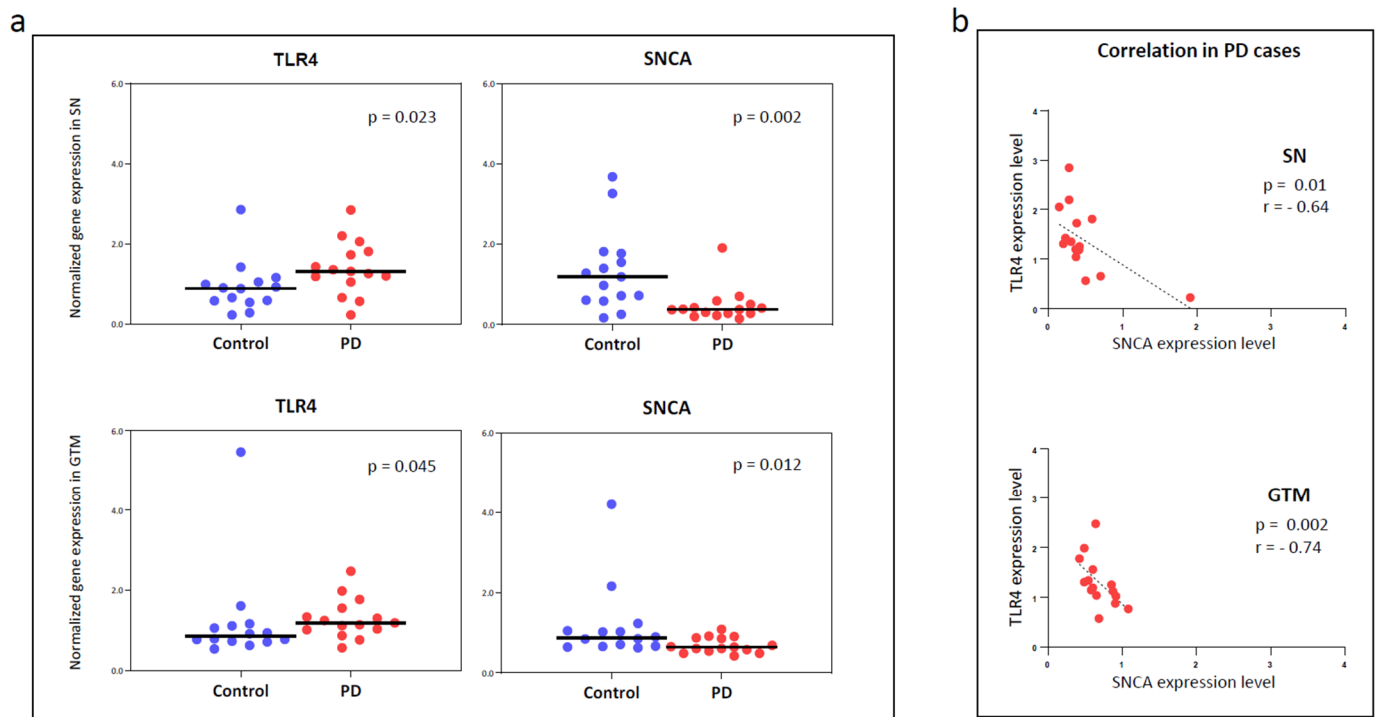 a
TLR4
Normalized gene expression in SN
6.0
4.0
2.0
0.0
p = 0.023
Control
PD
SNCA
6.0
4.0
2.0
0.0
p = 0.002
Control
PD
TLR4
Normalized gene expression in GTM
6.0
4.0
2.0
0.0
p = 0.045
Control
PD
SNCA
6.0
4.0
2.0
0.0
p = 0.012
Control
PD
b
Correlation in PD cases
TLR4 expression level
4
3
2
1
0
SN
p = 0.01
r = - 0.64
0
1
2
3
4
SNCA expression level
TLR4 expression level
4
3
2
1
0
GTM
p = 0.002
r = - 0.74
0
1
2
3
4
SNCA expression level